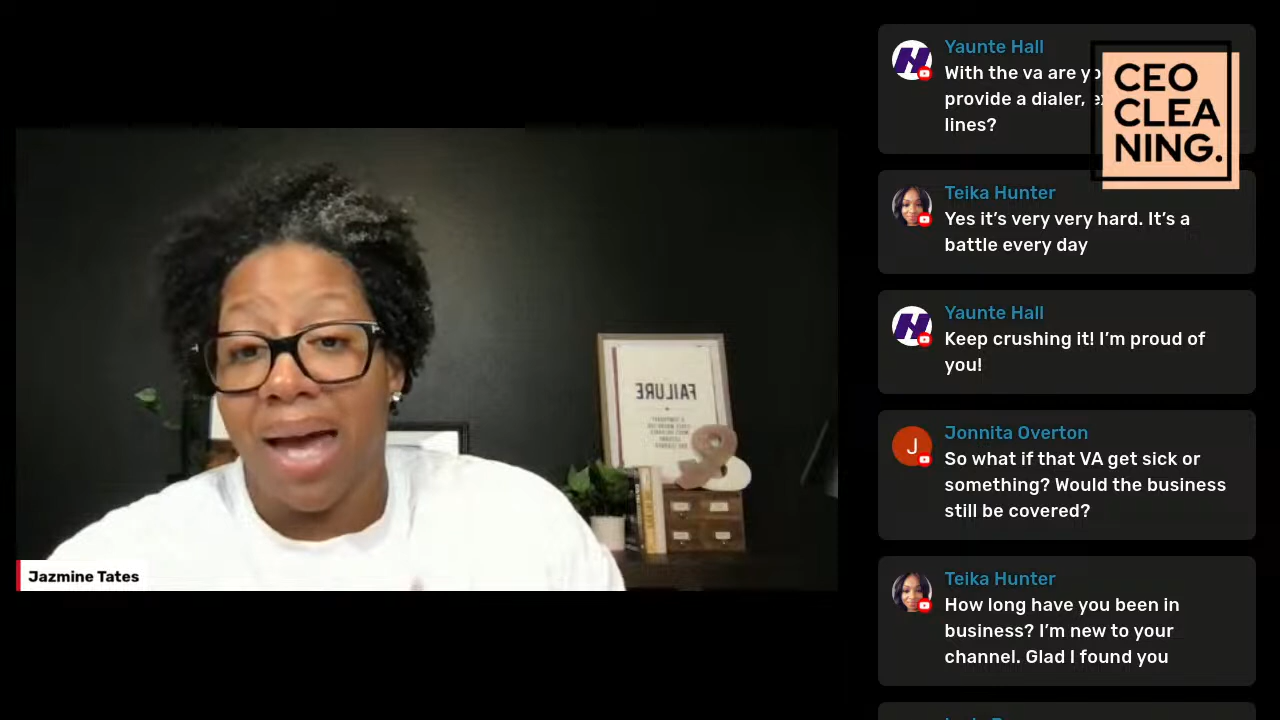 Yaunte Hall
With the va are
provide a dialer,
lines?
CEO
CLEA
NING.
Teika Hunter
Yes it’s very very hard. It’s a
battle every day
Yaunte Hall
Keep crushing it! I’m proud of
you!
J
Jonnita Overton
So what if that VA get sick or
something? Would the business
still be covered?
Teika Hunter
How long have you been in
business? I’m new to your
channel. Glad I found you
FAILURE
Jazmine Tates